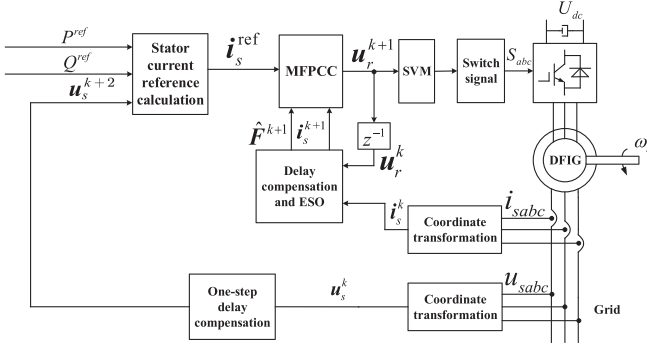 U_dc
P^ref
Q^ref
u_s^{k+2}
Stator
current
reference
calculation
i_s^ref
MFPCC
u_r^{k+1}
SVM
Switch
signal
S_abc
F̂^{k+1}
i_s^{k+1}
z^{-1}
u_r^k
Delay
compensation
and ESO
DFIG
i_s^k
Coordinate
transformation
i_sabc
One-step
delay
compensation
u_s^k
Coordinate
transformation
u_sabc
Grid